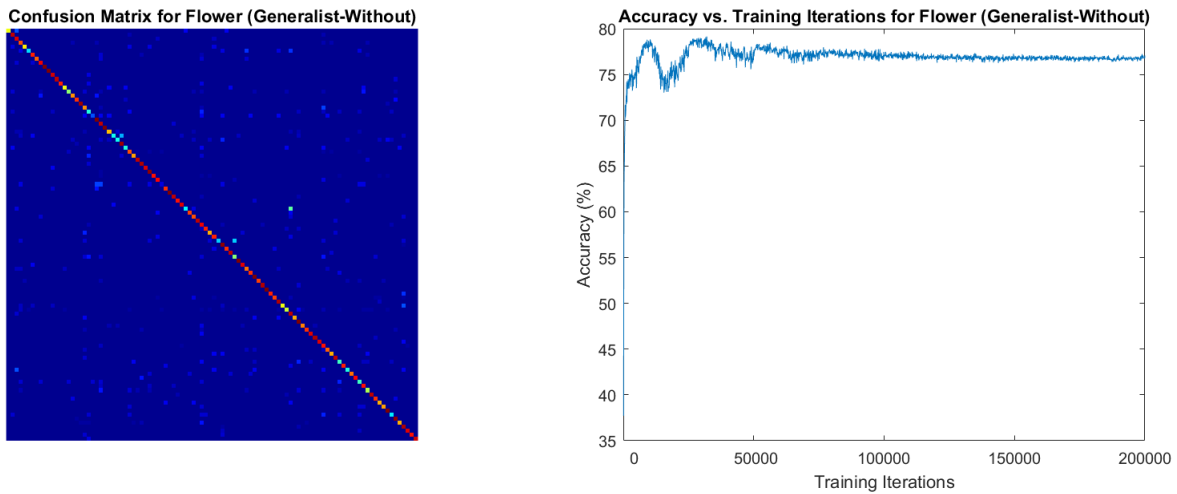 Confusion Matrix for Flower (Generalist-Without)
Accuracy vs. Training Iterations for Flower (Generalist-Without)
80
75
70
65
60
55
50
45
40
35
Accuracy (%)
0 50000 100000 150000 200000
Training Iterations